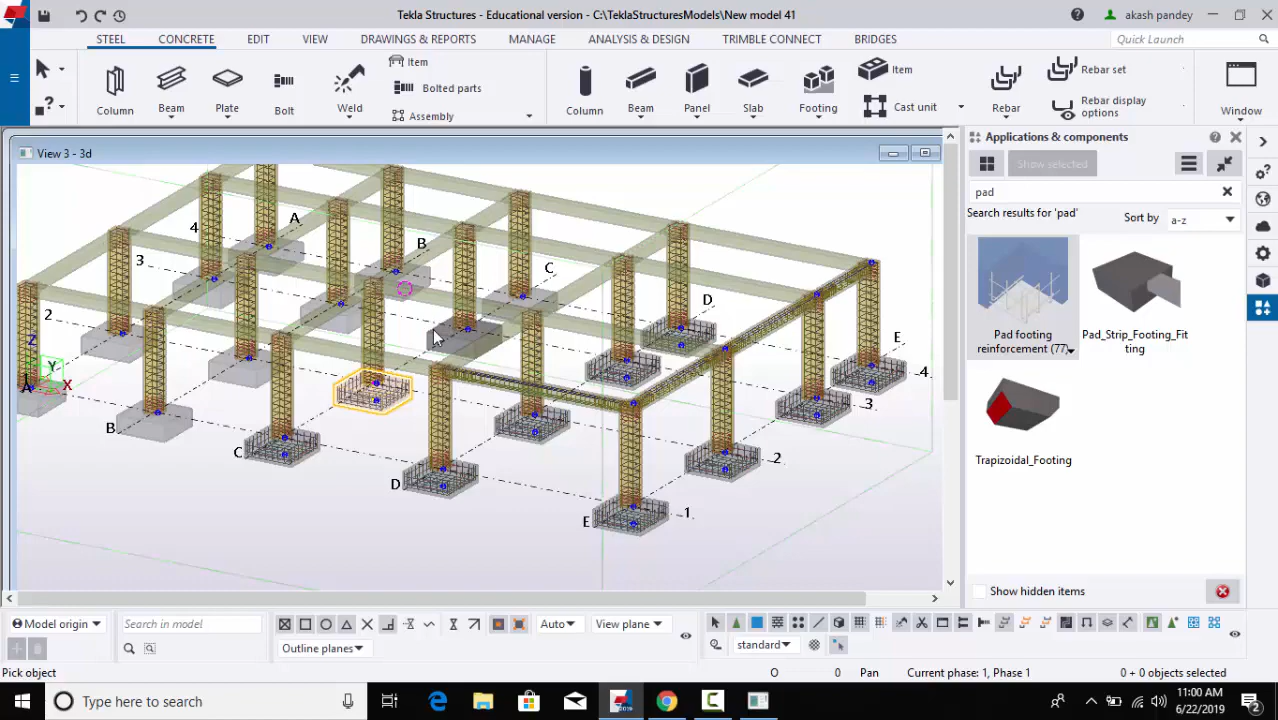 Tekla Structures - Educational version - C:\TeklaStructuresModels\New model 41
akash pandey
STEEL CONCRETE EDIT VIEW DRAWINGS & REPORTS MANAGE ANALYSIS & DESIGN TRIMBLE CONNECT BRIDGES
Quick Launch
Item
Bolted parts
Assembly
Column Beam Plate Bolt Weld
Column Beam Panel Slab Footing
Item
Cast unit
Rebar
Rebar set
Rebar display
options
Window
View 3 - 3d
Applications & components
Show selected
pad
Search results for 'pad'
Sort by a-z
Pad footing
reinforcement (77)
Pad_Strip_Footing_Fit
ting
Trapizoidal_Footing
Show hidden items
A
4
B
3
C
D
2
E
Z
Y
X
4
A
3
B
C
2
D
E
1
Model origin
Search in model
Auto
View plane
Outline planes
standard
Pick object
O 0 Pan Current phase: 1, Phase 1 0 + 0 objects selected
Type here to search
11:00 AM
6/22/2019
2